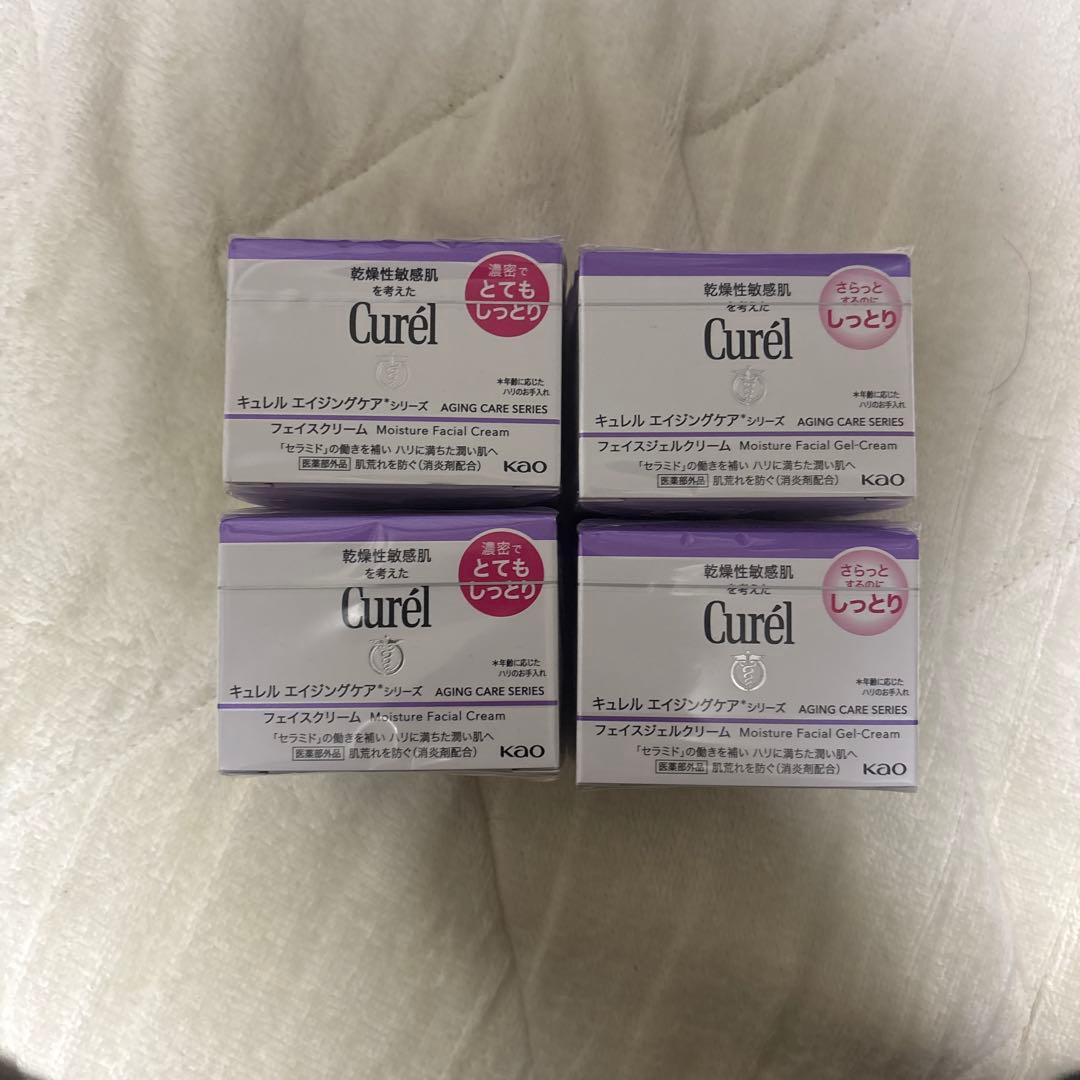 乾燥性敏感肌
を考えた
Curél
濃密で
とても
しっとり
*年齢に応じた
ハリのお手入れ
キュレル エイジングケア*シリーズ AGING CARE SERIES
フェイスクリーム Moisture Facial Cream
「セラミド」の働きを補い ハリに満ちた潤い肌へ
医薬部外品 肌荒れを防ぐ(消炎剤配合)
Kao
乾燥性敏感肌
を考えた
Curél
さらっと
するのに
しっとり
*年齢に応じた
ハリのお手入れ
キュレル エイジングケア*シリーズ AGING CARE SERIES
フェイスジェルクリーム Moisture Facial Gel-Cream
「セラミド」の働きを補い ハリに満ちた潤い肌へ
医薬部外品 肌荒れを防ぐ(消炎剤配合)
Kao
乾燥性敏感肌
を考えた
Curél
濃密で
とても
しっとり
*年齢に応じた
ハリのお手入れ
キュレル エイジングケア*シリーズ AGING CARE SERIES
フェイスクリーム Moisture Facial Cream
「セラミド」の働きを補い ハリに満ちた潤い肌へ
医薬部外品 肌荒れを防ぐ(消炎剤配合)
Kao
乾燥性敏感肌
を考えた
Curél
さらっと
するのに
しっとり
*年齢に応じた
ハリのお手入れ
キュレル エイジングケア*シリーズ AGING CARE SERIES
フェイスジェルクリーム Moisture Facial Gel-Cream
「セラミド」の働きを補い ハリに満ちた潤い肌へ
医薬部外品 肌荒れを防ぐ(消炎剤配合)
Kao